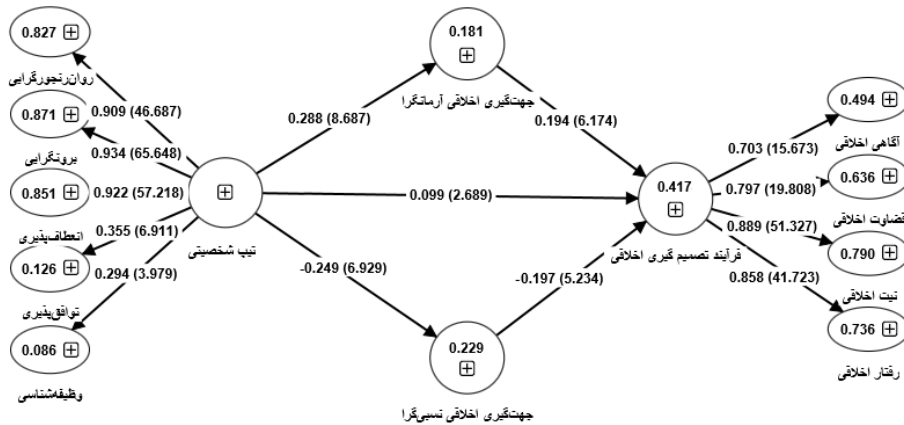 0.827
روان‌رنجورگرایی
0.909 (46.687)
0.871
برونگرایی
0.934 (65.648)
0.851
انعطاف‌پذیری
0.922 (57.218)
0.126
توافق‌پذیری
0.355 (6.911)
0.086
وظیفه‌شناسی
0.294 (3.979)
تیپ شخصیتی
0.181
جهت‌گیری اخلاقی آرمانگرا
0.288 (8.687)
0.194 (6.174)
0.099 (2.689)
-0.249 (6.929)
-0.197 (5.234)
0.229
جهت‌گیری اخلاقی نسبی‌گرا
0.417
فرآیند تصمیم گیری اخلاقی
0.494
آگاهی اخلاقی
0.703 (15.673)
0.636
قضاوت اخلاقی
0.797 (19.808)
0.790
نیت اخلاقی
0.889 (51.327)
0.736
رفتار اخلاقی
0.858 (41.723)